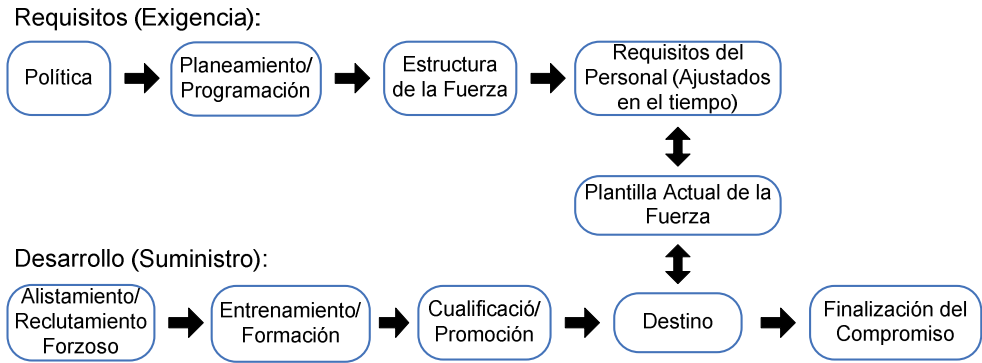 Requisitos (Exigencia):
Política
Planeamiento/
Programación
Estructura
de la Fuerza
Requisitos del
Personal (Ajustados
en el tiempo)
Plantilla Actual de la
Fuerza
Desarrollo (Suministro):
Alistamiento/
Reclutamiento
Forzoso
Entrenamiento/
Formación
Cualificació/
Promoción
Destino
Finalización del
Compromiso